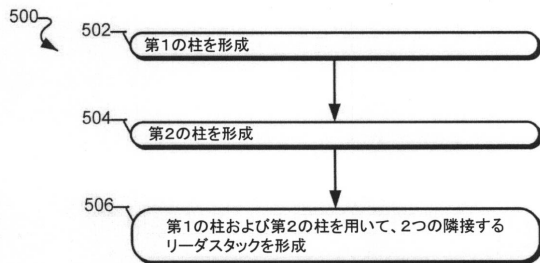 500
502
第1の柱を形成
504
第2の柱を形成
506
第1の柱および第2の柱を用いて、2つの隣接する
リーダスタックを形成